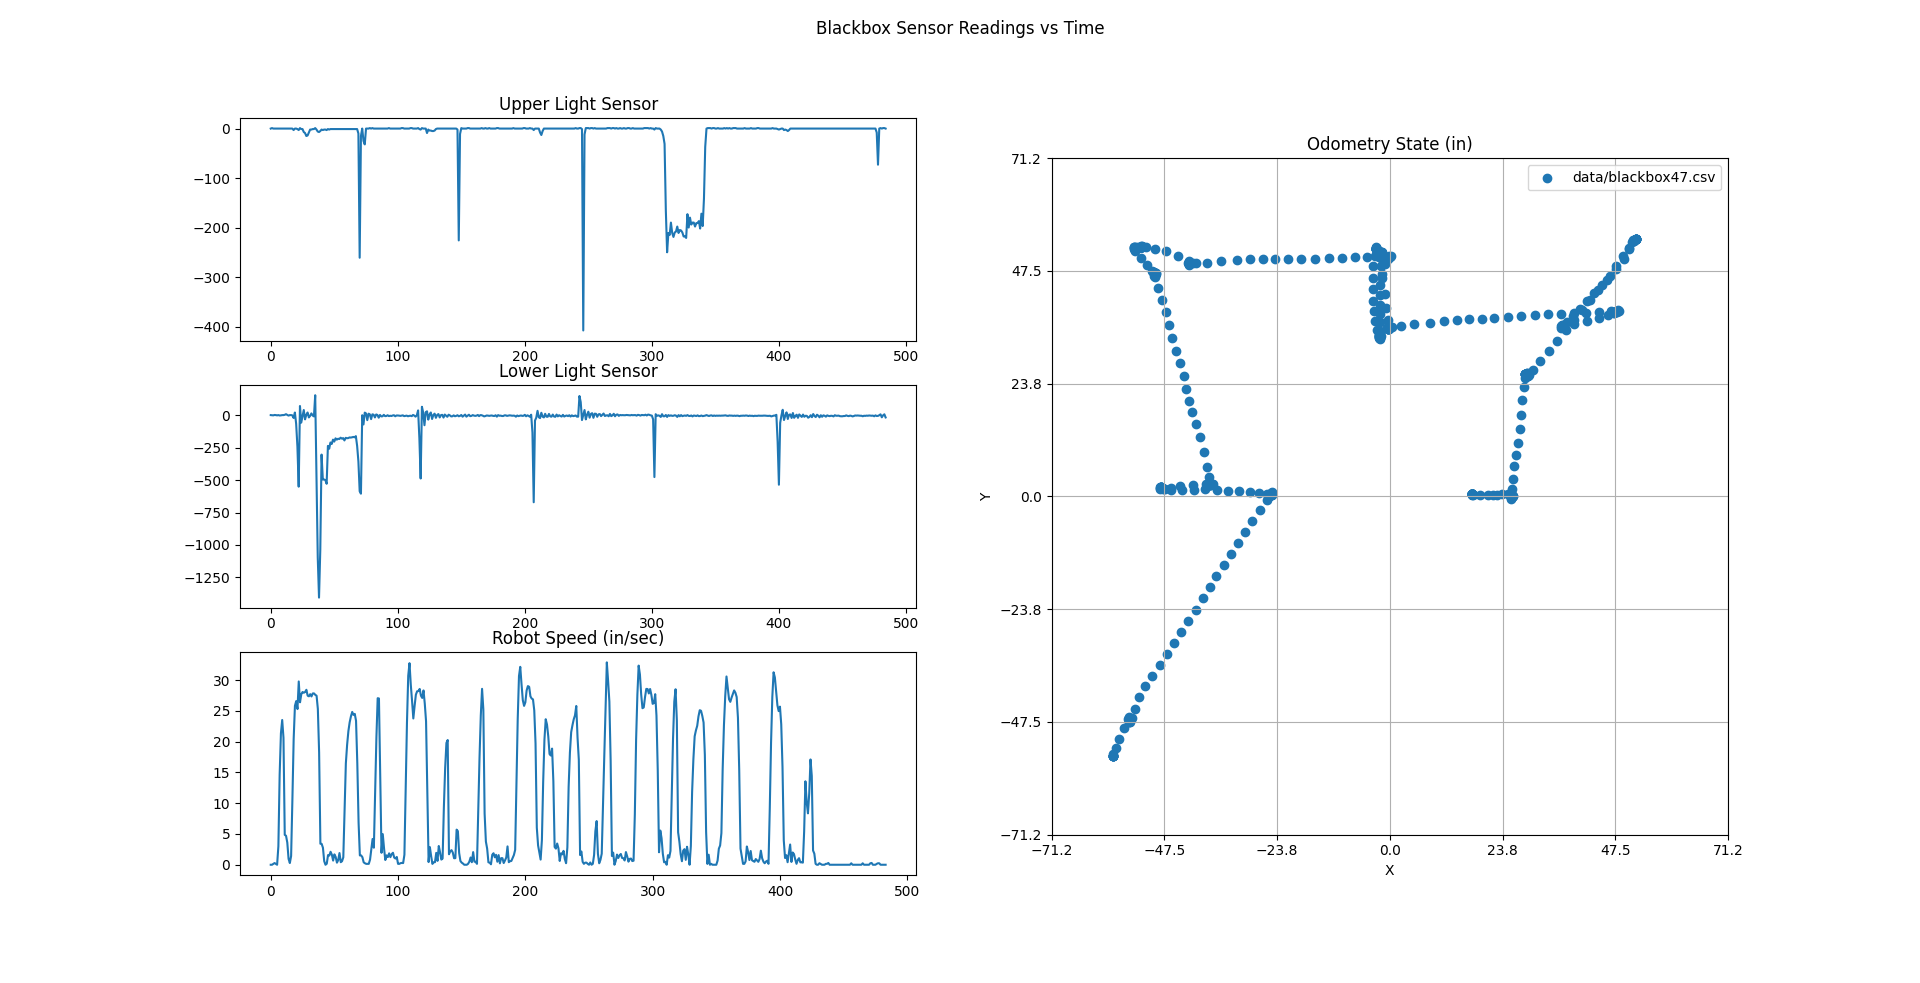 Blackbox Sensor Readings vs Time
Upper Light Sensor
0
−100
−200
−300
−400
0 100 200 300 400 500
Lower Light Sensor
0
−250
−500
−750
−1000
−1250
0 100 200 300 400 500
Robot Speed (in/sec)
30
25
20
15
10
5
0
0 100 200 300 400 500
Odometry State (in)
data/blackbox47.csv
71.2
47.5
23.8
0.0
−23.8
−47.5
−71.2
Y
−71.2 −47.5 −23.8 0.0 23.8 47.5 71.2
X